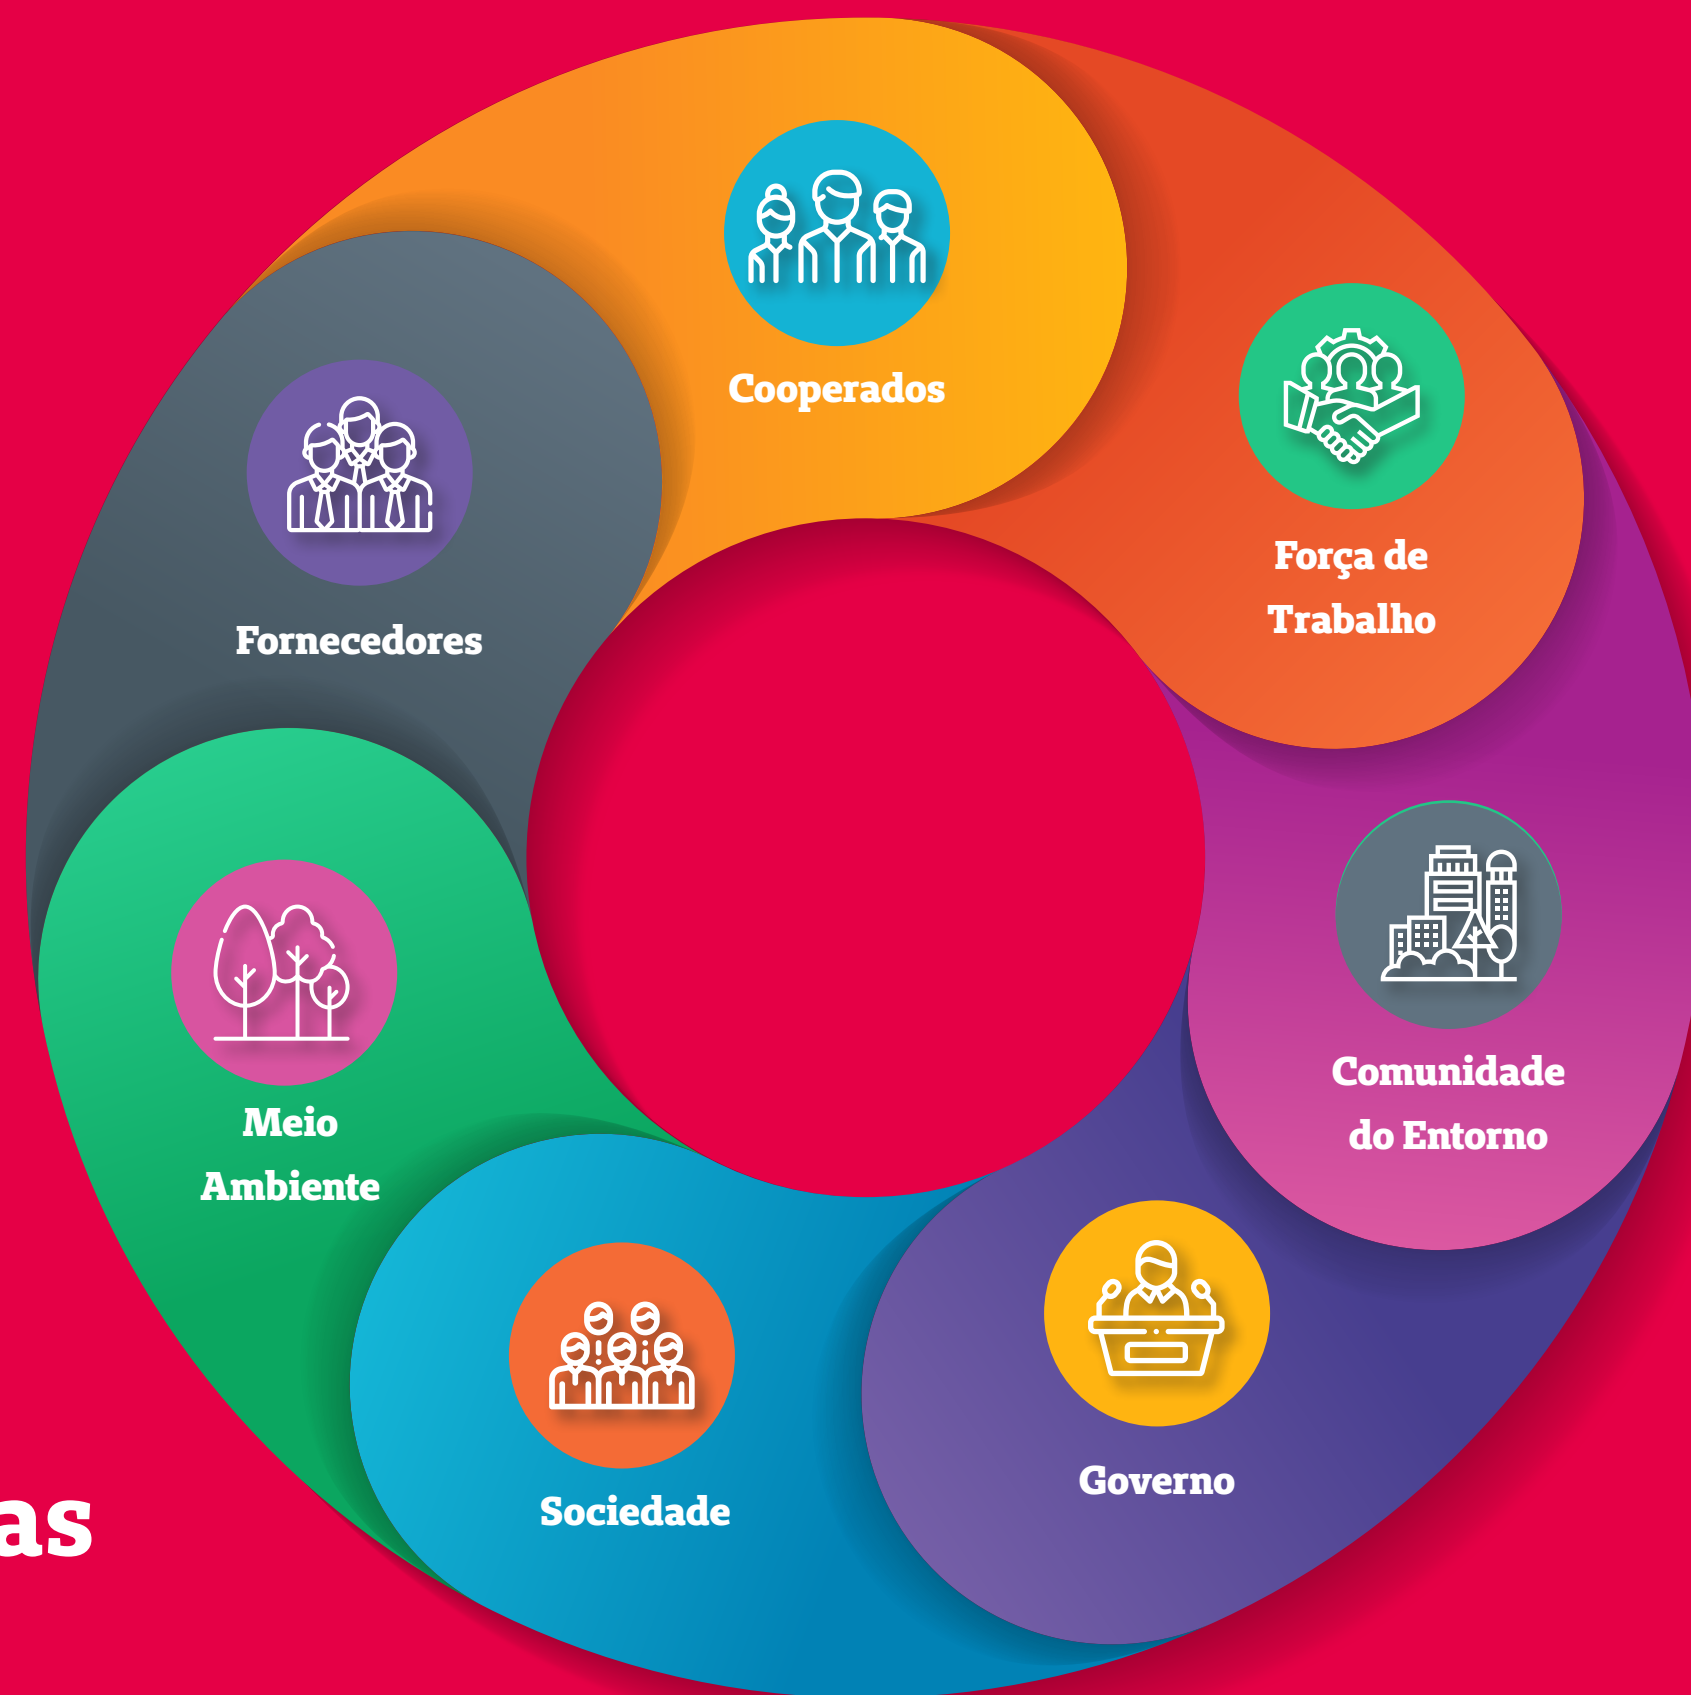 Cooperados
Força de
Trabalho
Fornecedores
Comunidade
do Entorno
Meio
Ambiente
Governo
Sociedade
as